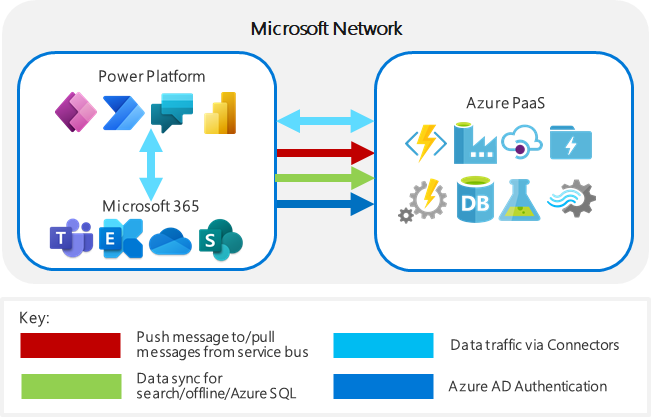 Microsoft Network
Power Platform
Azure PaaS
Microsoft 365
DB
T
E
S
Key:
Push message to/pull
messages from service bus
Data traffic via Connectors
Data sync for
search/offline/Azure SQL
Azure AD Authentication